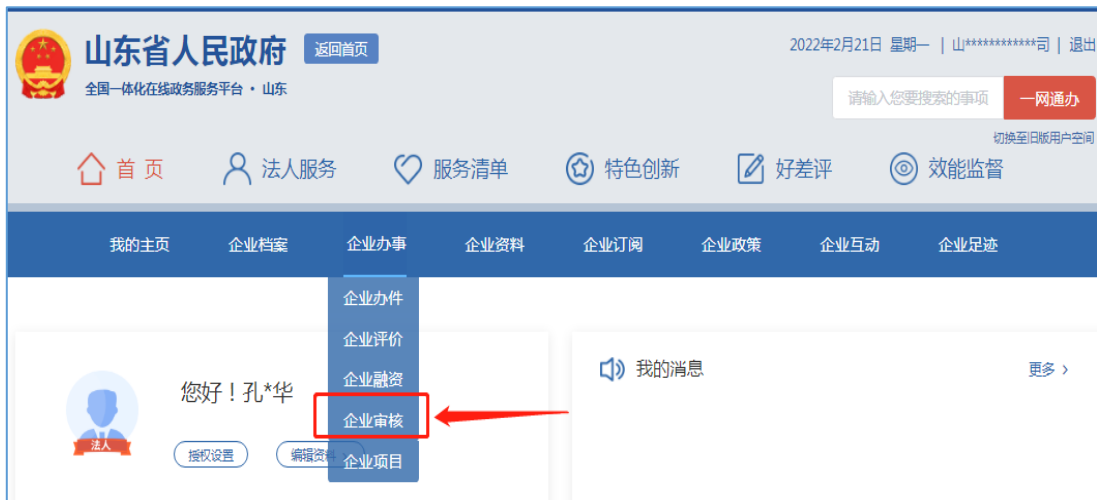 山东省人民政府 返回首页
2022年2月21日 星期一 | 山************司 | 退出
全国一体化在线政务服务平台·山东
请输入您要搜索的事项 一网通办
切换至旧版用户空间
首页 法人服务 服务清单 特色创新 好差评 效能监督
我的主页 企业档案 企业办事 企业资料 企业订阅 企业政策 企业互动 企业足迹
企业办件
企业评价
企业融资
企业审核
企业项目
您好！孔*华
法人
授权设置 编辑资料
我的消息 更多 >